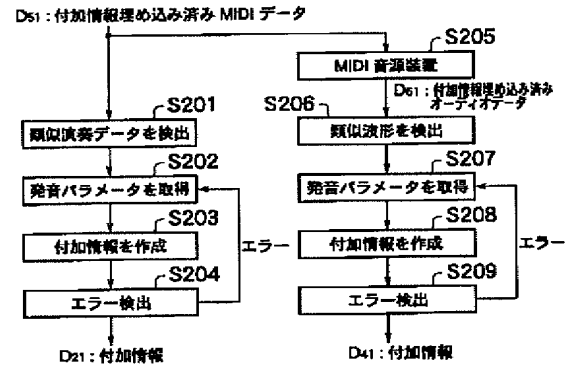 D51：付加情報埋め込み済み MIDI データ
S205
MIDI 音源装置
D61：付加情報埋め込み済み
オーディオデータ
S201
類似演奏データを検出
S206
類似波形を検出
S202
発音パラメータを取得
S207
発音パラメータを取得
S203
付加情報を作成
エラー
S208
付加情報を作成
エラー
S204
エラー検出
S209
エラー検出
D21：付加情報
D41：付加情報